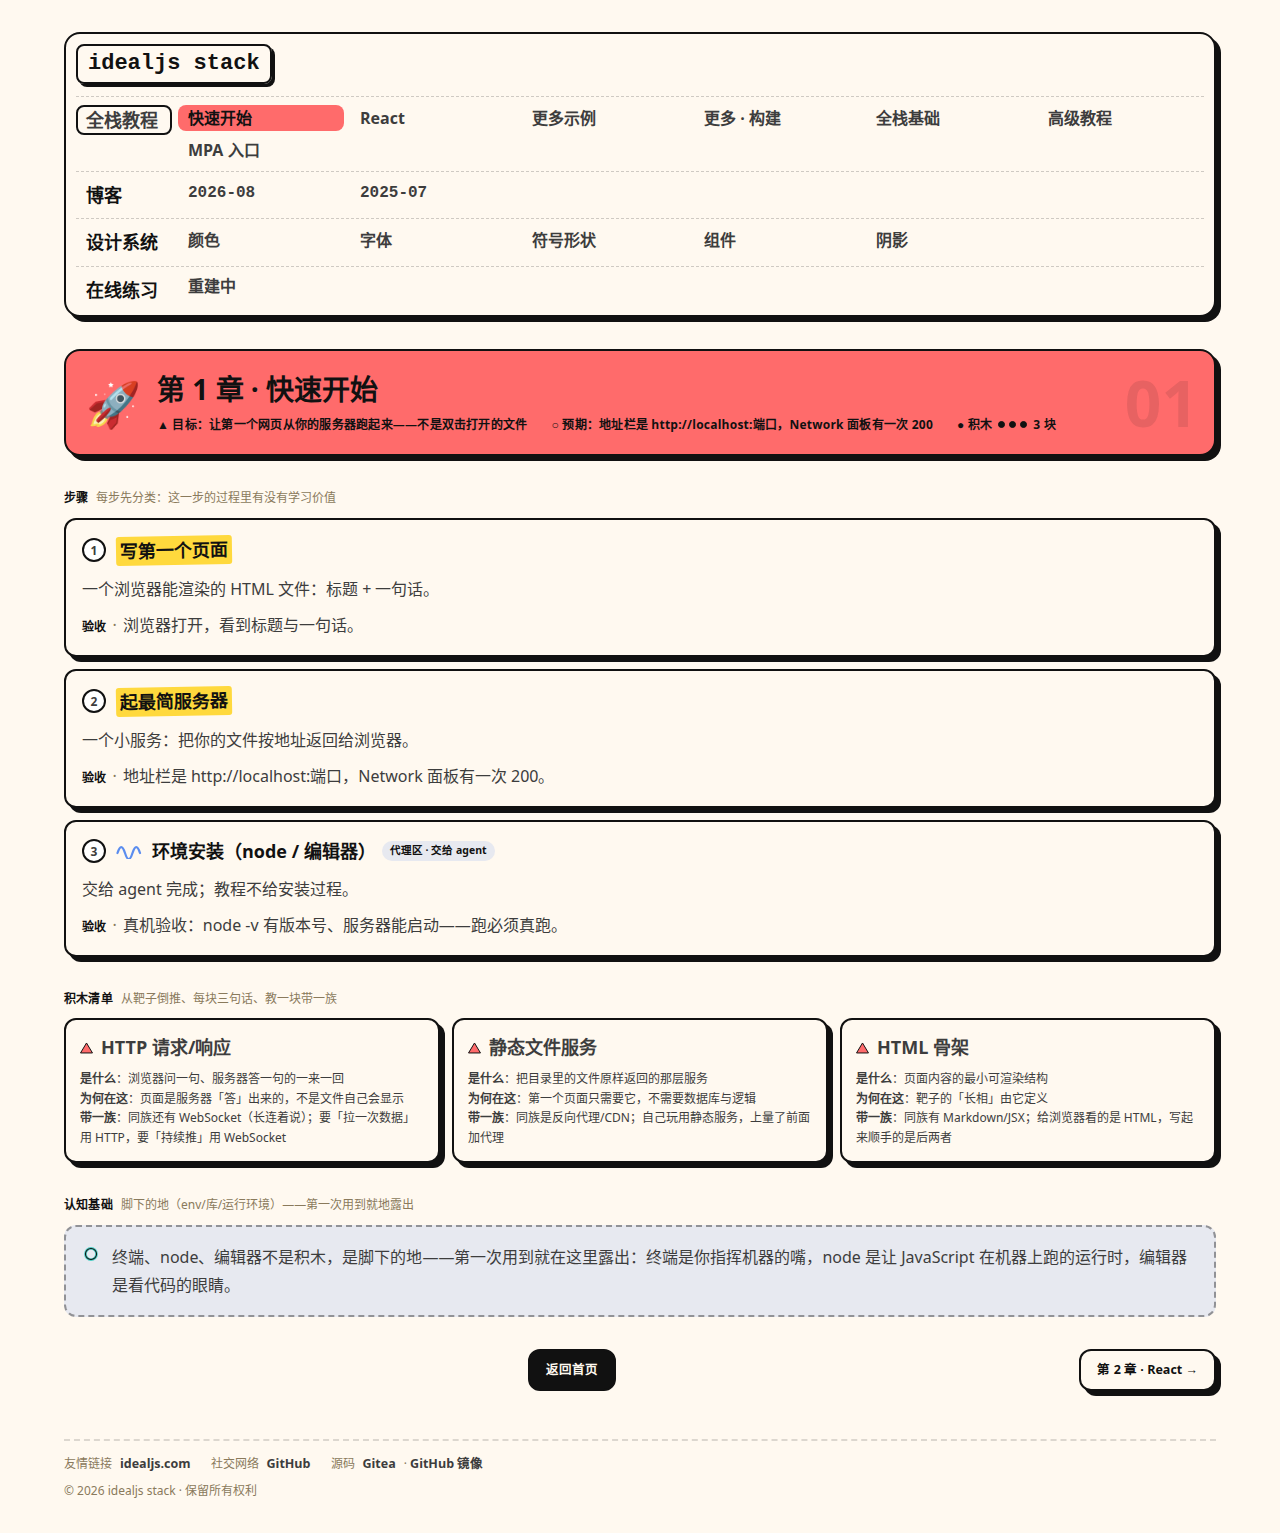 idealjs stack
全栈教程 快速开始 React 更多示例 更多 · 构建 全栈基础 高级教程
MPA 入口
博客 2026-08 2025-07
设计系统 颜色 字体 符号形状 组件 阴影
在线练习 重建中
第 1 章 · 快速开始
▲ 目标：让第一个网页从你的服务器跑起来——不是双击打开的文件 ○ 预期：地址栏是 http://localhost:端口，Network 面板有一次 200 ● 积木 ●●● 3 块
01
步骤 每步先分类：这一步的过程里有没有学习价值
1 写第一个页面
一个浏览器能渲染的 HTML 文件：标题 + 一句话。
验收 · 浏览器打开，看到标题与一句话。
2 起最简服务器
一个小服务：把你的文件按地址返回给浏览器。
验收 · 地址栏是 http://localhost:端口，Network 面板有一次 200。
3 环境安装（node / 编辑器） 代理区 · 交给 agent
交给 agent 完成；教程不给安装过程。
验收 · 真机验收：node -v 有版本号、服务器能启动——跑必须真跑。
积木清单 从靶子倒推、每块三句话、教一块带一族
HTTP 请求/响应
是什么：浏览器问一句、服务器答一句的一来一回
为何在这：页面是服务器「答」出来的，不是文件自己会显示
带一族：同族还有 WebSocket（长连着说）；要「拉一次数据」
用 HTTP，要「持续推」用 WebSocket
静态文件服务
是什么：把目录里的文件原样返回的那层服务
为何在这：第一个页面只需要它，不需要数据库与逻辑
带一族：同族是反向代理/CDN；自己玩用静态服务，上量了前面
加代理
HTML 骨架
是什么：页面内容的最小可渲染结构
为何在这：靶子的「长相」由它定义
带一族：同族有 Markdown/JSX；给浏览器看的是 HTML，写起
来顺手的是后两者
认知基础 脚下的地（env/库/运行环境）——第一次用到就地露出
终端、node、编辑器不是积木，是脚下的地——第一次用到就在这里露出：终端是你指挥机器的嘴，node 是让 JavaScript 在机器上跑的运行时，编辑器
是看代码的眼睛。
返回首页
第 2 章 · React →
友情链接 idealjs.com 社交网络 GitHub 源码 Gitea · GitHub 镜像
© 2026 idealjs stack · 保留所有权利